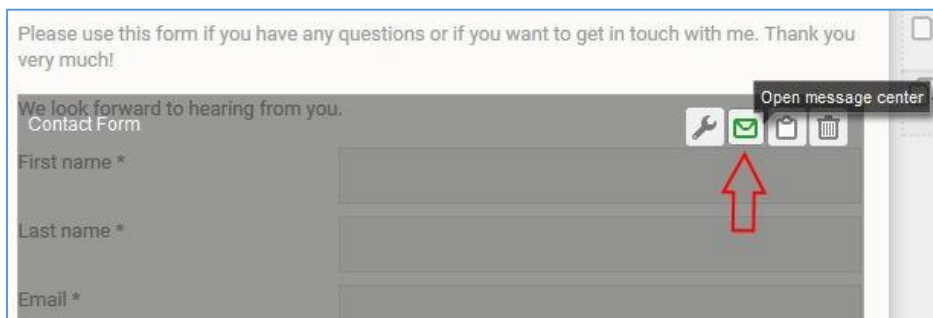 Please use this form if you have any questions or if you want to get in touch with me. Thank you
very much!
We look forward to hearing from you.
Open message center
Contact Form
First name *
Last name *
Email *